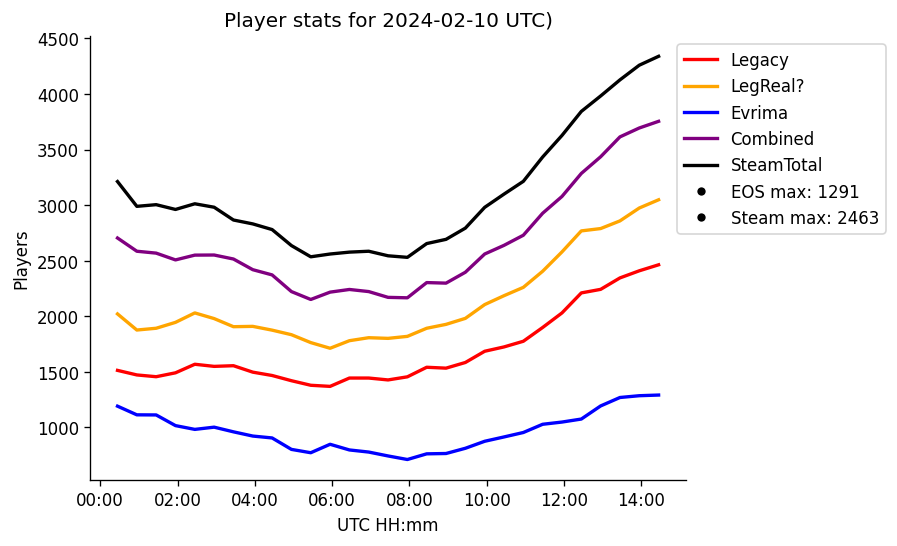 Player stats for 2024-02-10 UTC)
4500
4000
3500
3000
2500
2000
1500
1000
Players
00:00 02:00 04:00 06:00 08:00 10:00 12:00 14:00
UTC HH:mm
Legacy
LegReal?
Evrima
Combined
SteamTotal
EOS max: 1291
Steam max: 2463